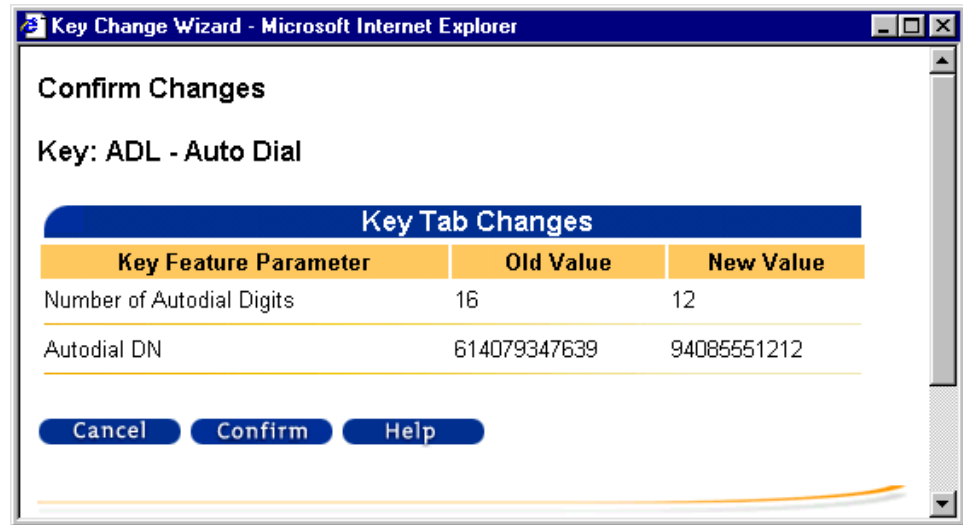 Key Change Wizard - Microsoft Internet Explorer
Confirm Changes
Key: ADL - Auto Dial
Key Tab Changes
Key Feature Parameter Old Value New Value
Number of Autodial Digits 16 12
Autodial DN 614079347639 94085551212
Cancel Confirm Help